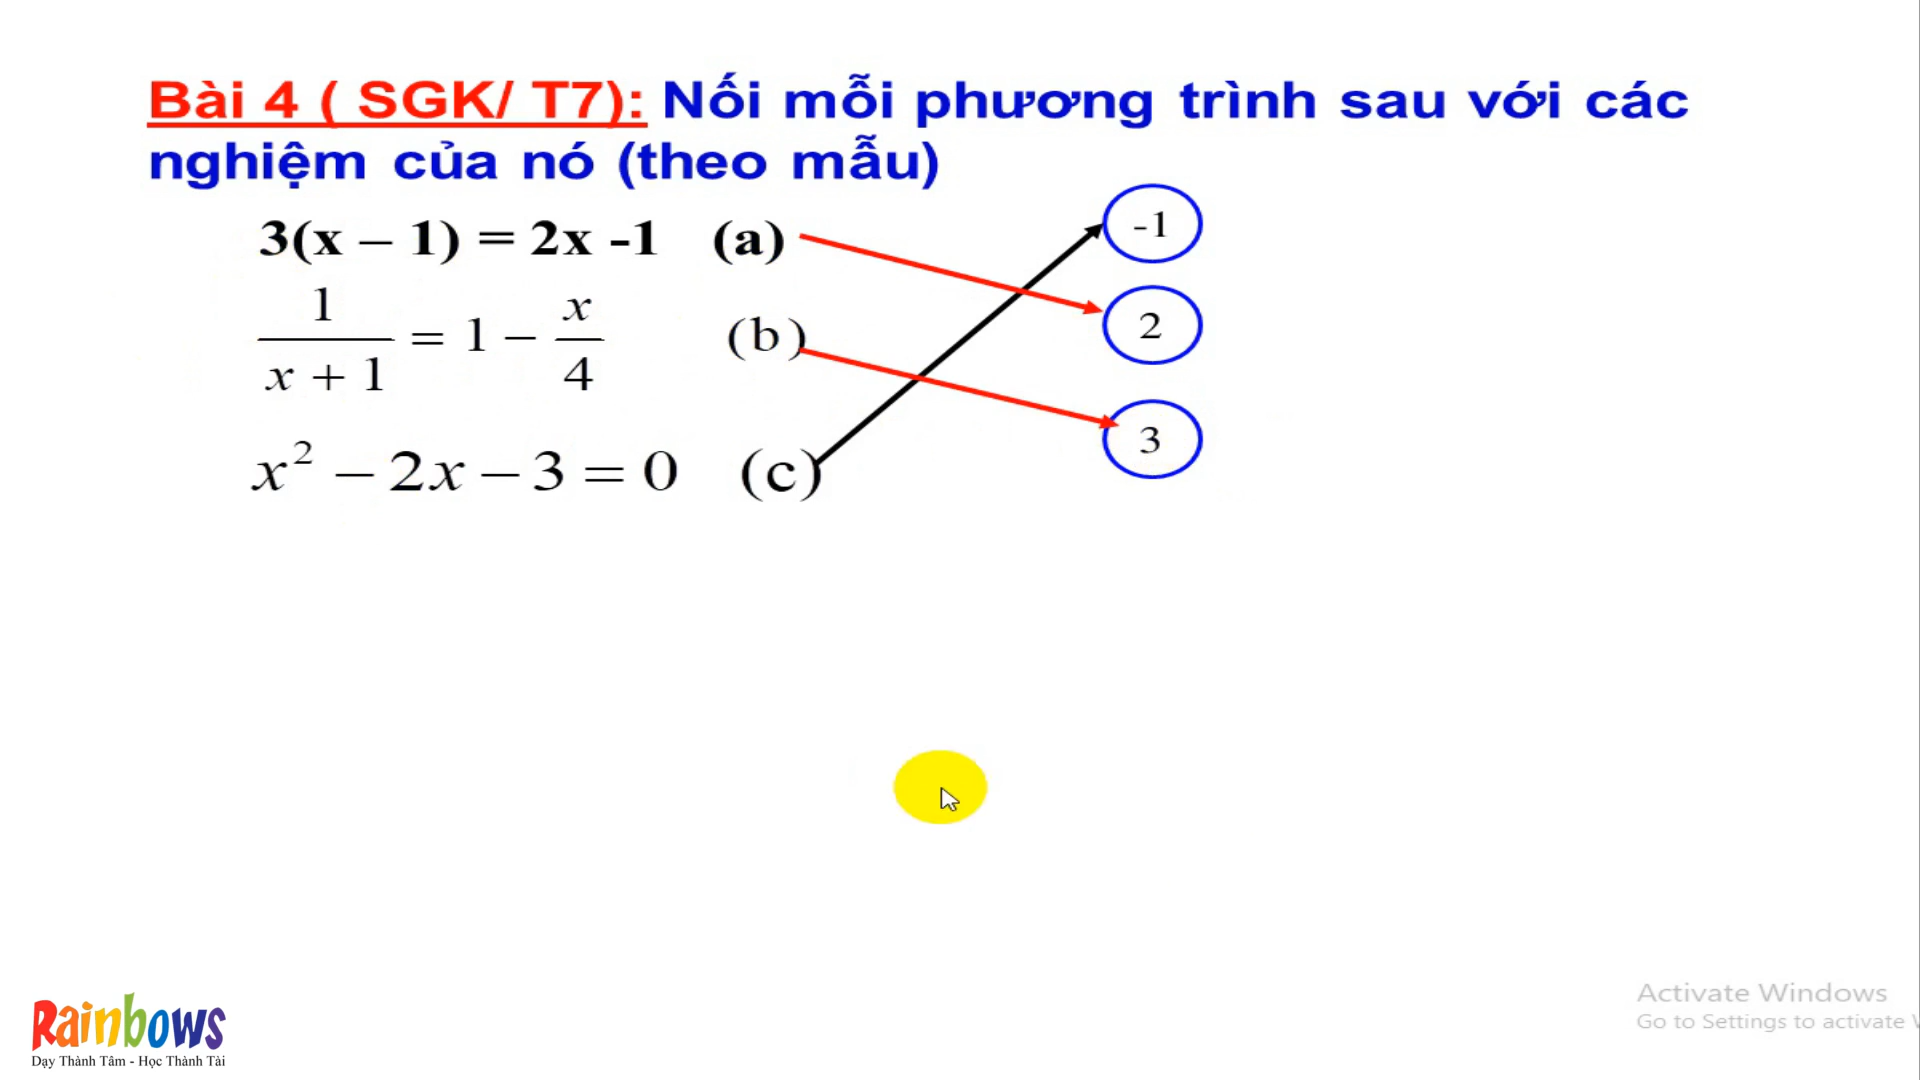 Bài 4 ( SGK/ T7): Nối mỗi phương trình sau với các
nghiệm của nó (theo mẫu)
3(x – 1) = 2x -1 (a)
-1
\frac{1}{x + 1} = 1 - \frac{x}{4} (b)
2
3
x² – 2x – 3 = 0 (c)
Rainbows
Dạy Thành Tâm - Học Thành Tài
Activate Windows
Go to Settings to activate